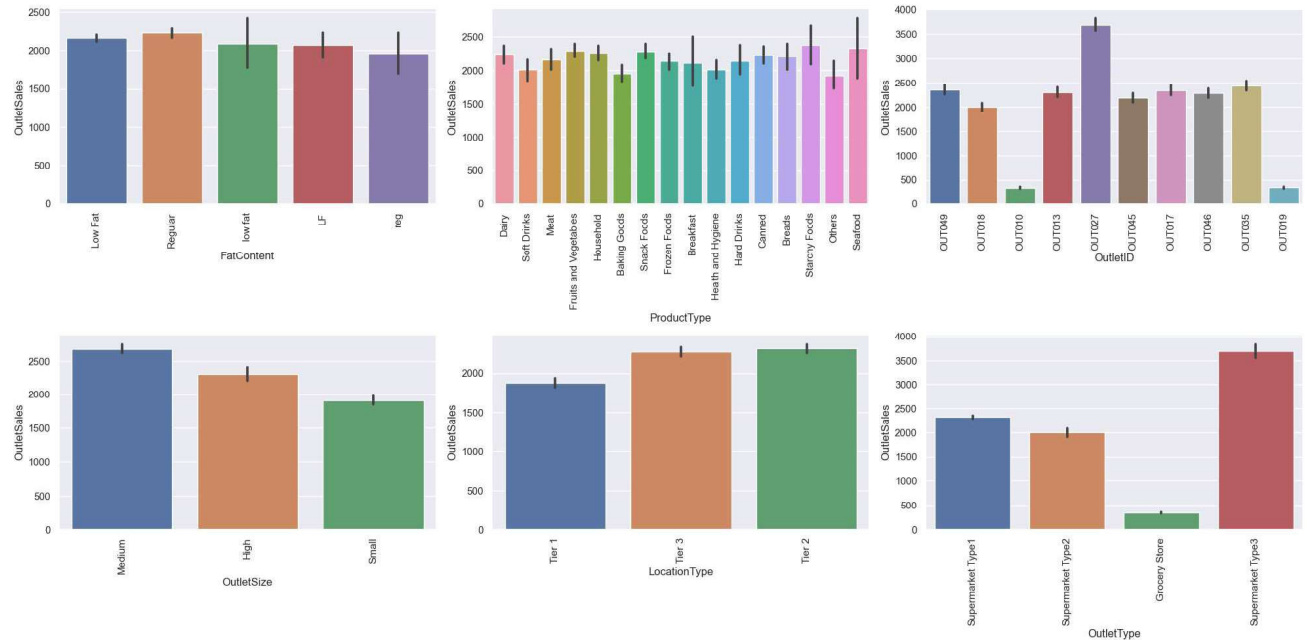 2500
2000
1500
1000
500
0
OutletSales
Low Fat
Regular
low fat
LF
reg
FatContent
4000
3500
3000
2500
2000
1500
1000
500
0
OutletSales
Dairy
Soft Drinks
Meat
Fruits and Vegetables
Household
Baking Goods
Snack Foods
Frozen Foods
Breakfast
Health and Hygiene
Hard Drinks
Canned
Breads
Starchy Foods
Others
Seafood
ProductType
2500
2000
1500
1000
500
0
OutletSales
OUT049
OUT018
OUT010
OUT013
OUT027
OUT045
OUT017
OUT046
OUT035
OUT019
OutletID
2500
2000
1500
1000
500
0
OutletSales
Medium
High
Small
OutletSize
2000
1500
1000
500
0
OutletSales
Tier 1
Tier 3
Tier 2
LocationType
4000
3500
3000
2500
2000
1500
1000
500
0
OutletSales
Supermarket Type1
Supermarket Type2
Grocery Store
Supermarket Type3
OutletType